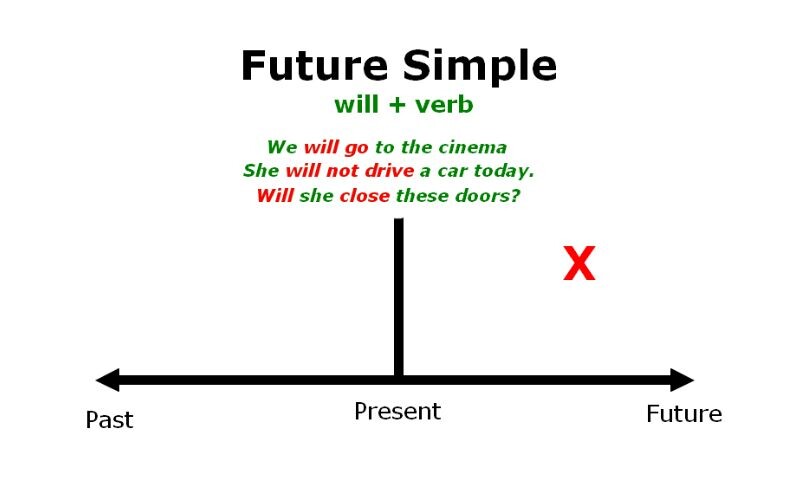 Future Simple
will + verb
We will go to the cinema
She will not drive a car today.
Will she close these doors?
X
Past
Present
Future